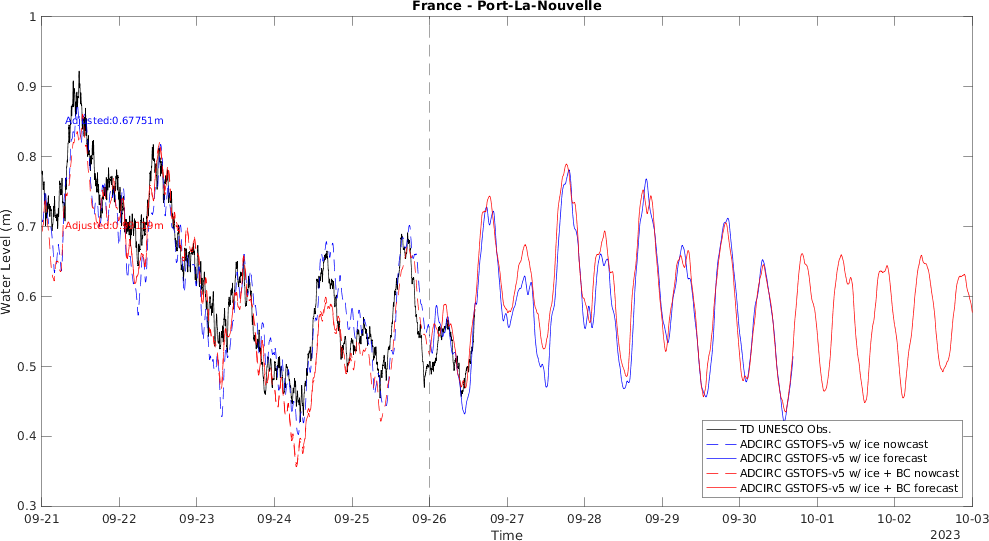 France - Port-La-Nouvelle
Water Level (m)
1
0.9
0.8
0.7
0.6
0.5
0.4
0.3
Adjusted:0.67751m
TD UNESCO Obs.
ADCIRC GSTOFS-v5 w/ ice nowcast
ADCIRC GSTOFS-v5 w/ ice forecast
ADCIRC GSTOFS-v5 w/ ice + BC nowcast
ADCIRC GSTOFS-v5 w/ ice + BC forecast
09-21 09-22 09-23 09-24 09-25 09-26 09-27 09-28 09-29 09-30 10-01 10-02 10-03
Time
2023